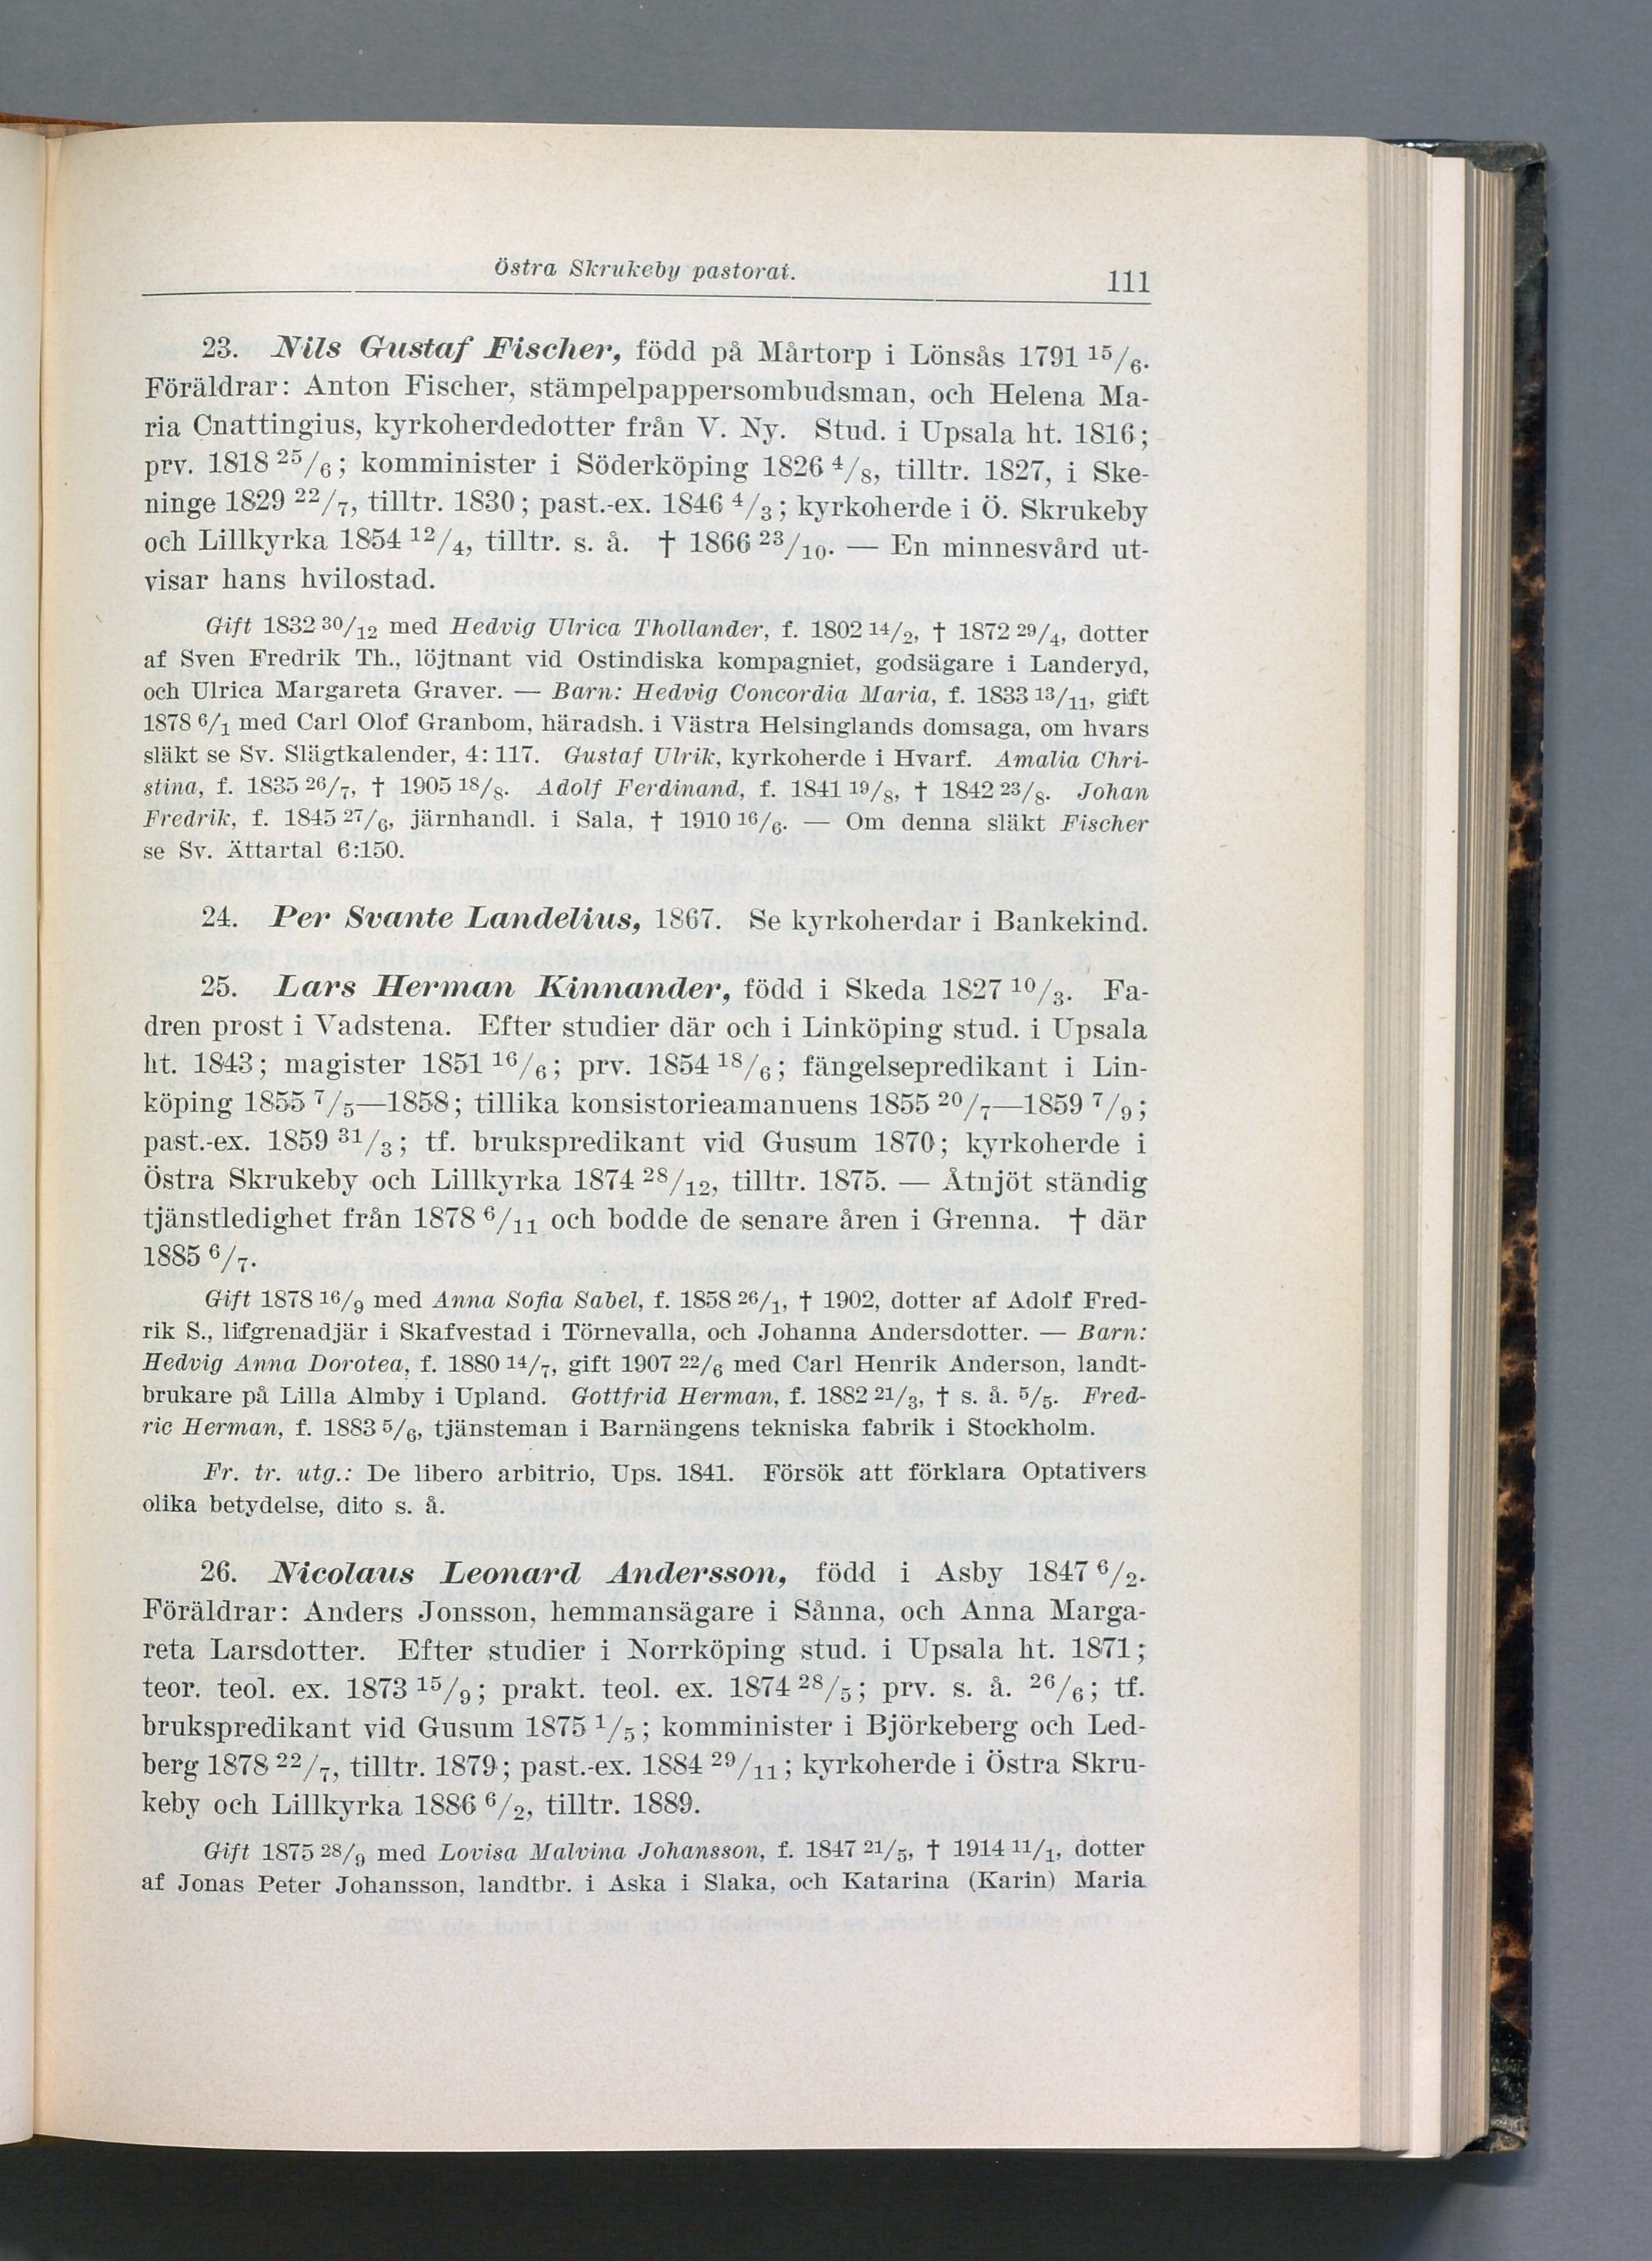 Östra Skrukeby pastorat.
111
23. Nils Gustaf Fischer, född på Mårtorp i Lönsås 1791 15/6.
Föräldrar: Anton Fischer, stämpelpappersombudsman, och Helena Ma-
ria Cnattingius, kyrkoherdedotter från V. Ny. Stud. i Upsala ht. 1816;
prv. 1818 25/6; komminister i Söderköping 1826 4/8, tilltr. 1827, i Ske-
ninge 1829 22/7, tilltr. 1830; past.-ex. 1846 4/3; kyrkoherde i Ö. Skrukeby
och Lillkyrka 1854 12/4, tilltr. s. å. † 1866 23/10. — En minnesvård ut-
visar hans hvilostad.
Gift 1832 30/12 med Hedvig Ulrica Thollander, f. 1802 14/2, † 1872 29/4, dotter
af Sven Fredrik Th., löjtnant vid Ostindiska kompagniet, godsägare i Landeryd,
och Ulrica Margareta Graver. — Barn: Hedvig Concordia Maria, f. 1833 13/11, gift
1878 6/1 med Carl Olof Granbom, häradsh. i Västra Helsinglands domsaga, om hvars
släkt se Sv. Slägtkalender, 4: 117. Gustaf Ulrik, kyrkoherde i Hvarf. Amalia Chri-
stina, f. 1835 26/7, † 1905 18/8. Adolf Ferdinand, f. 1841 19/8, † 1842 23/8. Johan
Fredrik, f. 1845 27/6, järnhandl. i Sala, † 1910 16/6. — Om denna släkt Fischer
se Sv. Ättartal 6:150.
24. Per Svante Landelius, 1867. Se kyrkoherdar i Bankekind.
25. Lars Herman Kinnander, född i Skeda 1827 10/3. Fa-
dren prost i Vadstena. Efter studier där och i Linköping stud. i Upsala
ht. 1843; magister 1851 16/6; prv. 1854 18/6; fängelsepredikant i Lin-
köping 1855 7/5—1858; tillika konsistorieamanuens 1855 20/7—1859 7/9;
past.-ex. 1859 31/3; tf. brukspredikant vid Gusum 1870; kyrkoherde i
Östra Skrukeby och Lillkyrka 1874 28/12, tilltr. 1875. — Åtnjöt ständig
tjänstledighet från 1878 6/11 och bodde de senare åren i Grenna. † där
1885 6/7.
Gift 1878 16/9 med Anna Sofia Sabel, f. 1858 26/1, † 1902, dotter af Adolf Fred-
rik S., lifgrenadjär i Skafvestad i Törnevalla, och Johanna Andersdotter. — Barn:
Hedvig Anna Dorotea, f. 1880 14/7, gift 1907 22/6 med Carl Henrik Anderson, landt-
brukare på Lilla Almby i Upland. Gottfrid Herman, f. 1882 21/3, † s. å. 5/5. Fred-
ric Herman, f. 1883 5/6, tjänsteman i Barnängens tekniska fabrik i Stockholm.
Fr. tr. utg.: De libero arbitrio, Ups. 1841. Försök att förklara Optativers
olika betydelse, dito s. å.
26. Nicolaus Leonard Andersson, född i Asby 1847 6/2.
Föräldrar: Anders Jonsson, hemmansägare i Sånna, och Anna Marga-
reta Larsdotter. Efter studier i Norrköping stud. i Upsala ht. 1871;
teor. teol. ex. 1873 15/9; prakt. teol. ex. 1874 28/5; prv. s. å. 26/6; tf.
brukspredikant vid Gusum 1875 1/5; komminister i Björkeberg och Led-
berg 1878 22/7, tilltr. 1879; past.-ex. 1884 29/11; kyrkoherde i Östra Skru-
keby och Lillkyrka 1886 6/2, tilltr. 1889.
Gift 1875 28/9 med Lovisa Malvina Johansson, f. 1847 21/5, † 1914 11/1, dotter
af Jonas Peter Johansson, landtbr. i Aska i Slaka, och Katarina (Karin) Maria